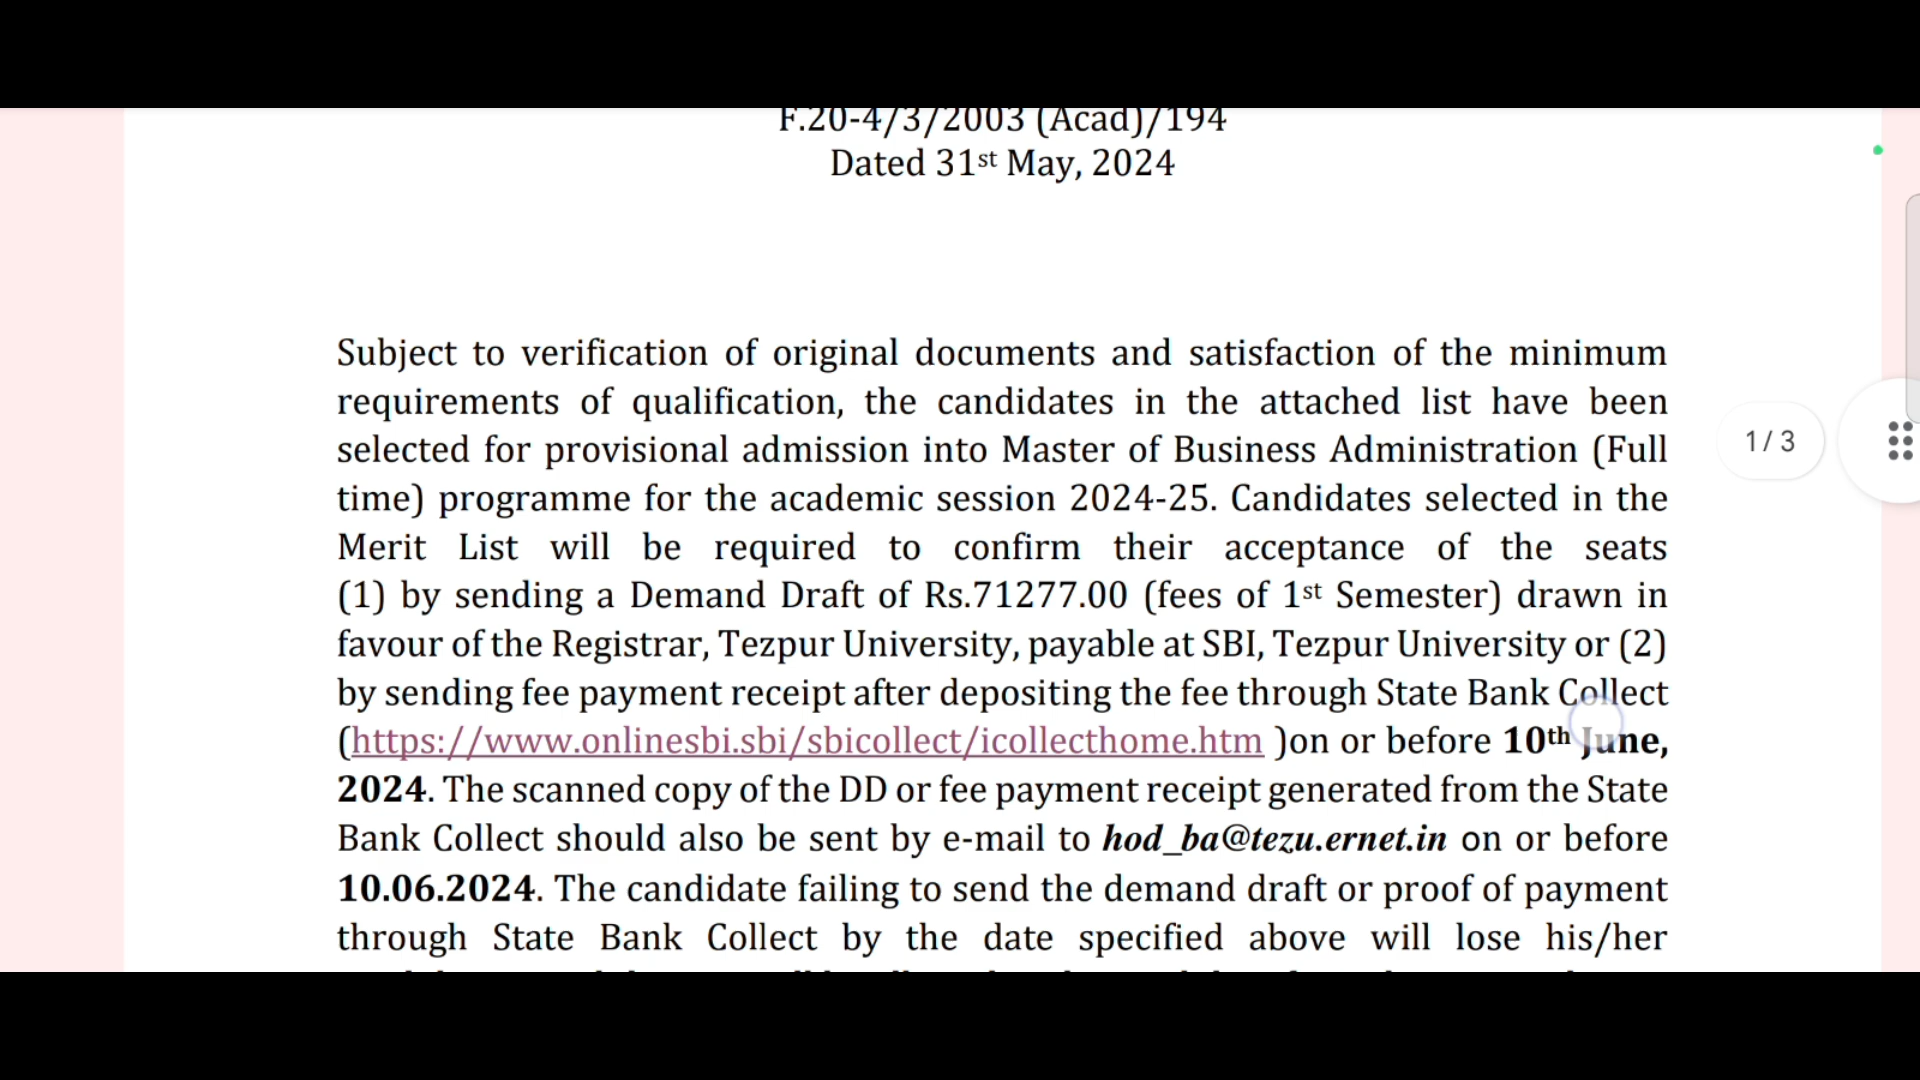 F.20-4/3/2003 (Acad)/194
Dated 31st May, 2024
Subject to verification of original documents and satisfaction of the minimum
requirements of qualification, the candidates in the attached list have been
selected for provisional admission into Master of Business Administration (Full
time) programme for the academic session 2024-25. Candidates selected in the
Merit List will be required to confirm their acceptance of the seats
(1) by sending a Demand Draft of Rs.71277.00 (fees of 1st Semester) drawn in
favour of the Registrar, Tezpur University, payable at SBI, Tezpur University or (2)
by sending fee payment receipt after depositing the fee through State Bank Collect
(https://www.onlinesbi.sbi/sbicollect/icollecthome.htm )on or before 10th June,
2024. The scanned copy of the DD or fee payment receipt generated from the State
Bank Collect should also be sent by e-mail to hod_ba@tezu.ernet.in on or before
10.06.2024. The candidate failing to send the demand draft or proof of payment
through State Bank Collect by the date specified above will lose his/her
1 / 3